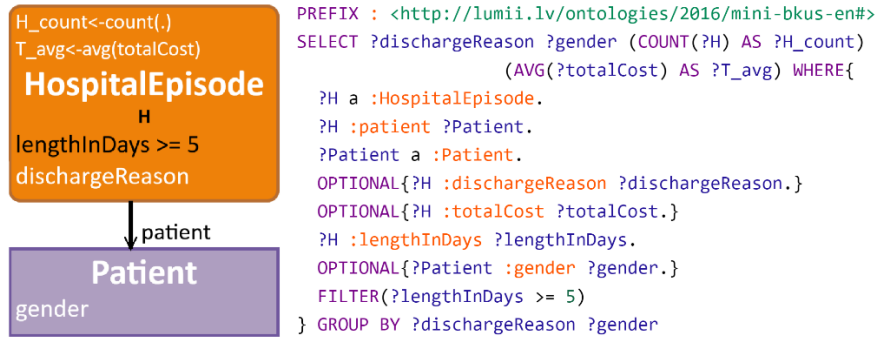 H_count<-count(.)
T_avg<-avg(totalCost)
HospitalEpisode
H
lengthInDays >= 5
dischargeReason
patient
Patient
gender
PREFIX : <http://lumii.lv/ontologies/2016/mini-bkus-en#>
SELECT ?dischargeReason ?gender (COUNT(?H) AS ?H_count)
(AVG(?totalCost) AS ?T_avg) WHERE{
?H a :HospitalEpisode.
?H :patient ?Patient.
?Patient a :Patient.
OPTIONAL{?H :dischargeReason ?dischargeReason.}
OPTIONAL{?H :totalCost ?totalCost.}
?H :lengthInDays ?lengthInDays.
OPTIONAL{?Patient :gender ?gender.}
FILTER(?lengthInDays >= 5)
} GROUP BY ?dischargeReason ?gender